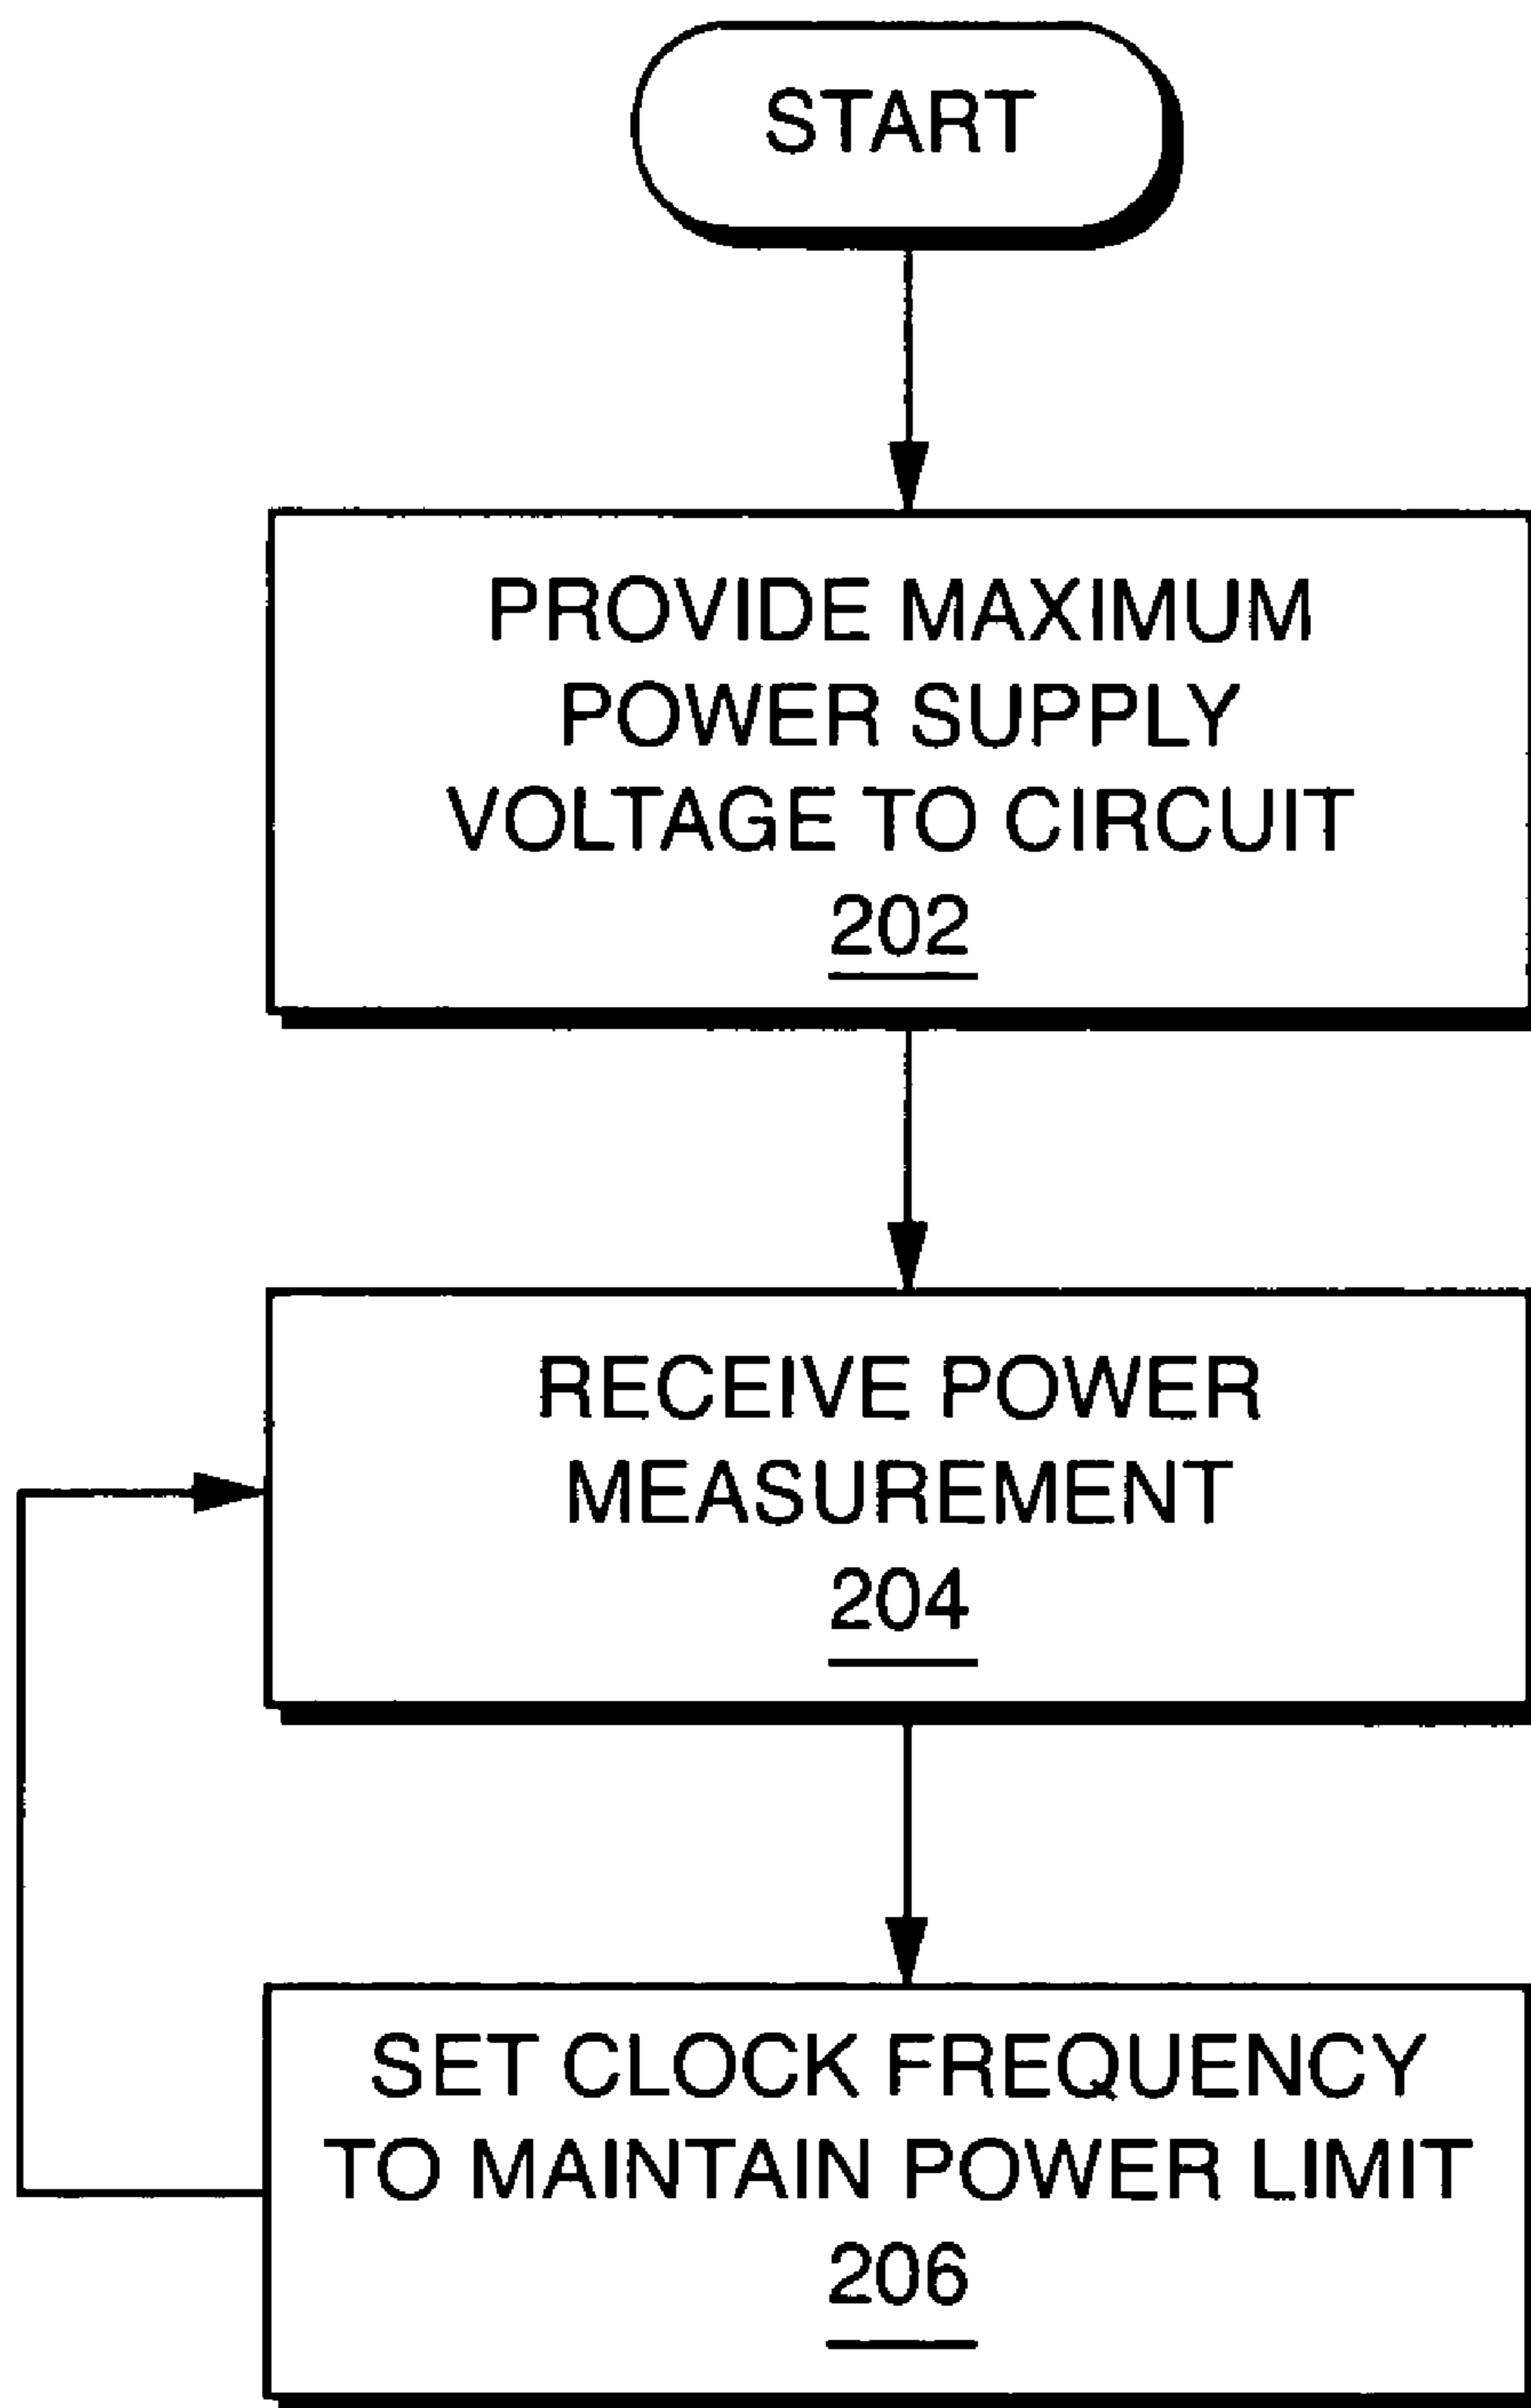 START
PROVIDE MAXIMUM
POWER SUPPLY
VOLTAGE TO CIRCUIT
202
RECEIVE POWER
MEASUREMENT
204
SET CLOCK FREQUENCY
TO MAINTAIN POWER LIMIT
206